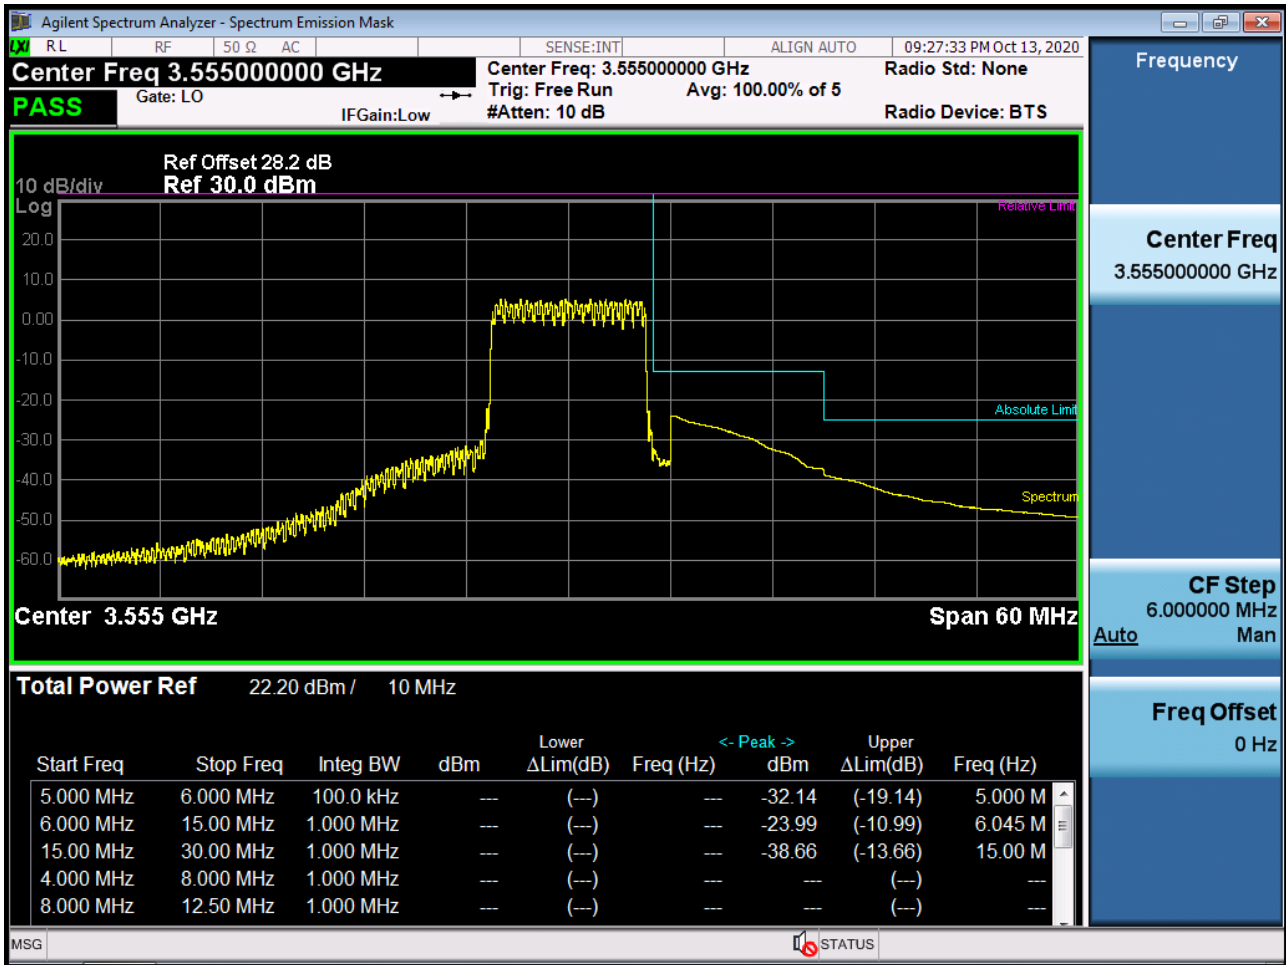 Agilent Spectrum Analyzer - Spectrum Emission Mask
LXI RL RF 50 Ω AC SENSE:INT ALIGN AUTO 09:27:33 PM Oct 13, 2020
Center Freq 3.555000000 GHz
Center Freq: 3.555000000 GHz
Radio Std: None
PASS
Gate: LO
Trig: Free Run Avg: 100.00% of 5
IFGain:Low
#Atten: 10 dB
Radio Device: BTS
Ref Offset 28.2 dB
10 dB/div Ref 30.0 dBm
Log
Relative Limit
20.0
10.0
0.00
-10.0
-20.0
Absolute Limit
-30.0
-40.0
Spectrum
-50.0
-60.0
Center 3.555 GHz Span 60 MHz
Total Power Ref 22.20 dBm / 10 MHz
Lower <- Peak -> Upper
Start Freq Stop Freq Integ BW dBm ΔLim(dB) Freq (Hz) dBm ΔLim(dB) Freq (Hz)
5.000 MHz 6.000 MHz 100.0 kHz --- (---) --- -32.14 (-19.14) 5.000 M
6.000 MHz 15.00 MHz 1.000 MHz --- (---) --- -23.99 (-10.99) 6.045 M
15.00 MHz 30.00 MHz 1.000 MHz --- (---) --- -38.66 (-13.66) 15.00 M
4.000 MHz 8.000 MHz 1.000 MHz --- (---) --- --- (---) ---
8.000 MHz 12.50 MHz 1.000 MHz --- (---) --- --- (---) ---
MSG STATUS
Frequency
Center Freq
3.555000000 GHz
CF Step
6.000000 MHz
Auto Man
Freq Offset
0 Hz